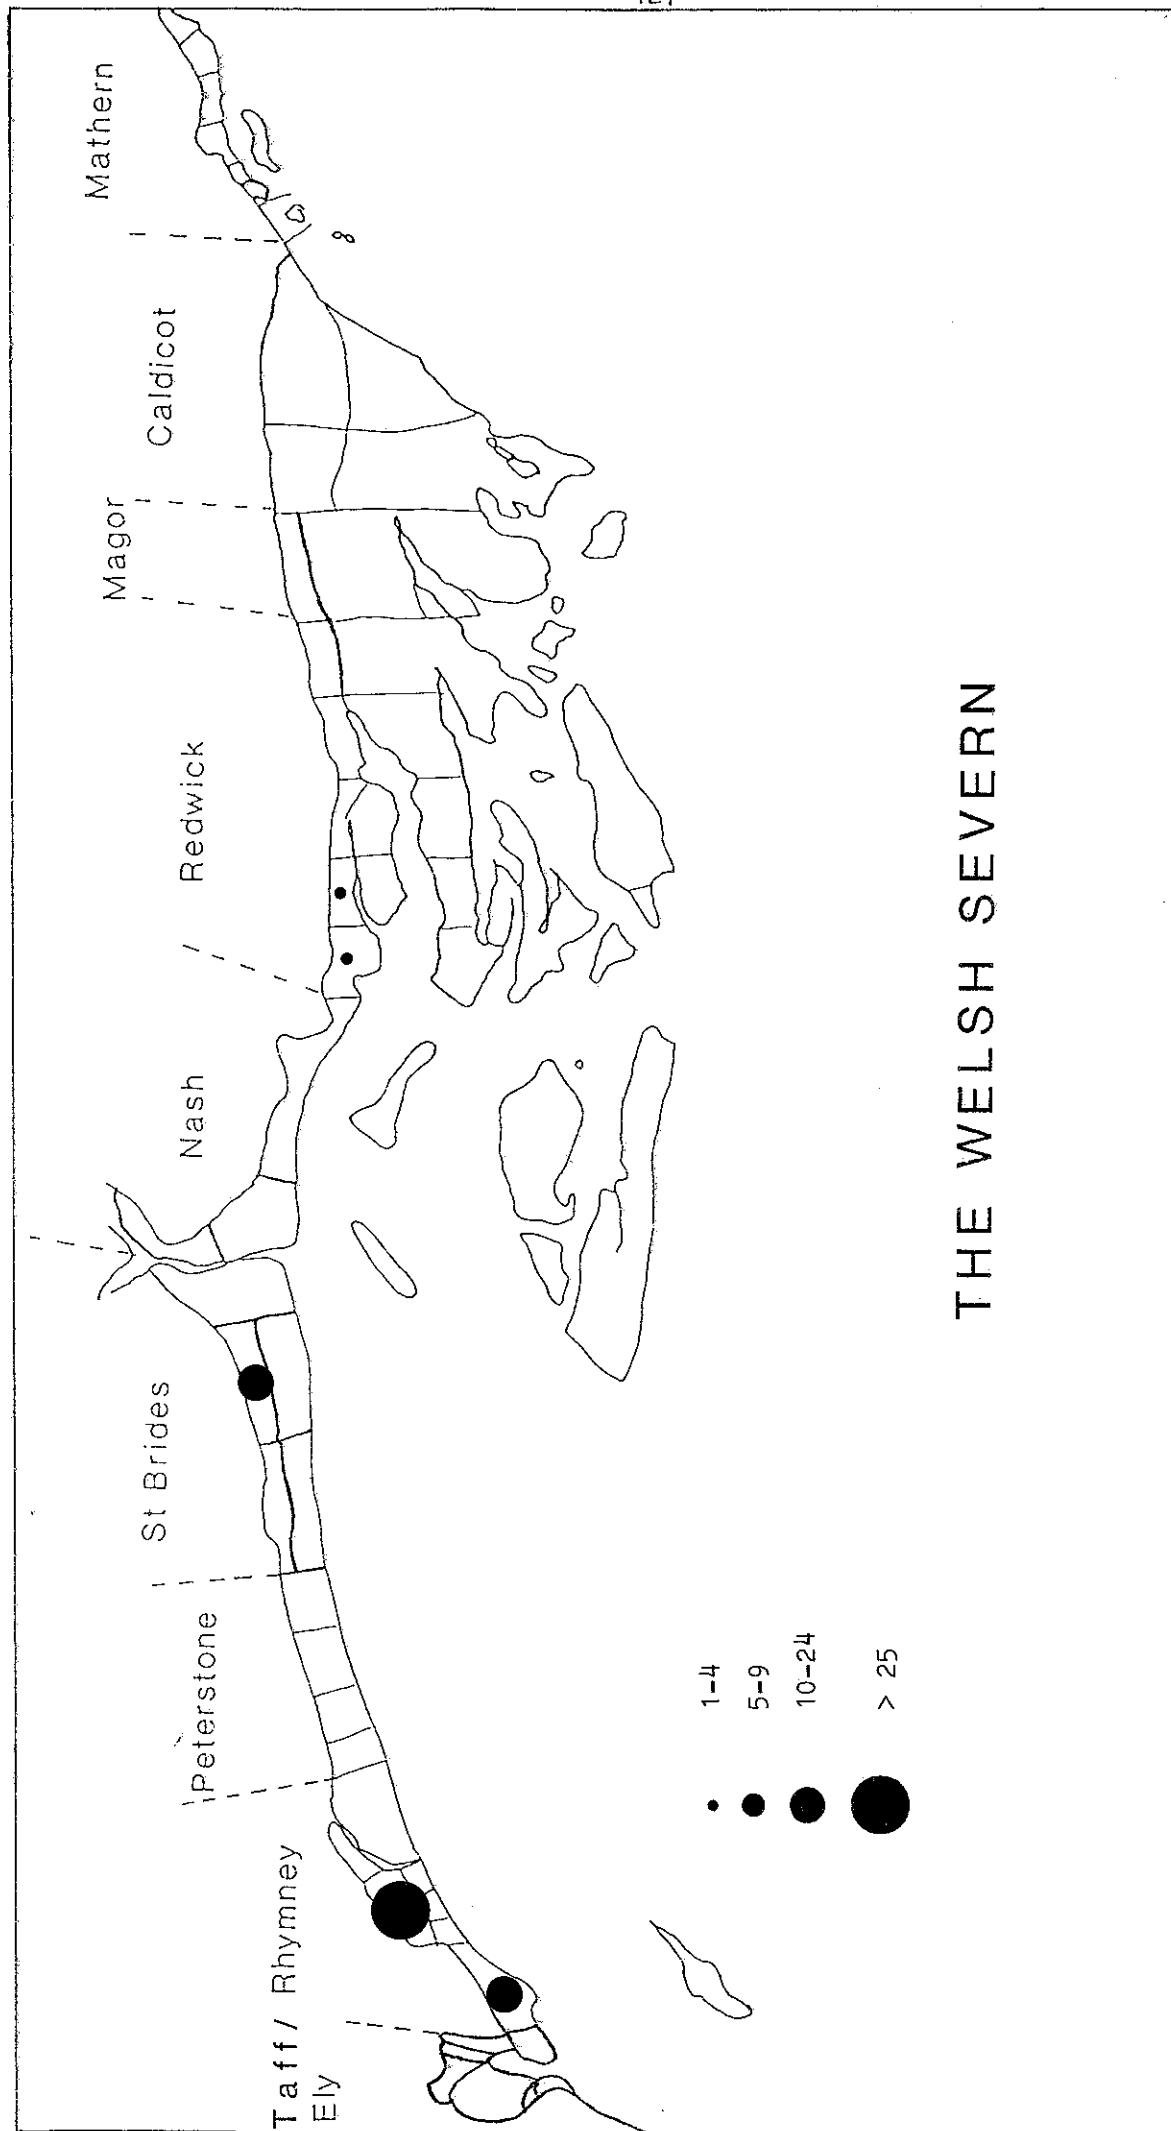 Taff/ Rhymney
Ely
Peterstone
St Brides
Nash
Redwick
Magor
Caldicot
Mathern
8
1-4
5-9
10-24
> 25
THE WELSH SEVERN